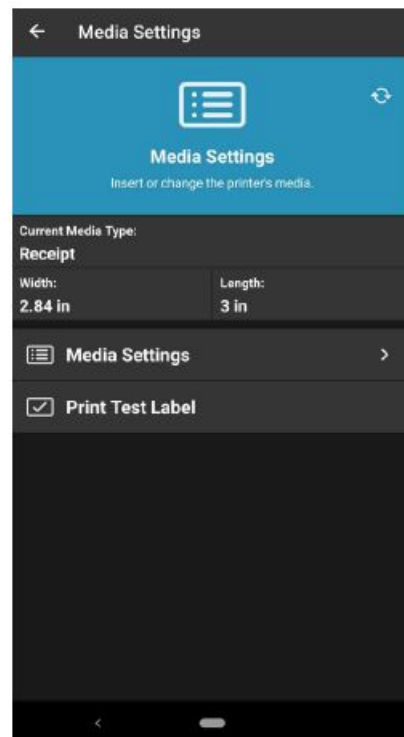 Media Settings
Media Settings
Insert or change the printer's media.
Current Media Type:
Receipt
Width:
2.84 in
Length:
3 in
Media Settings
Print Test Label